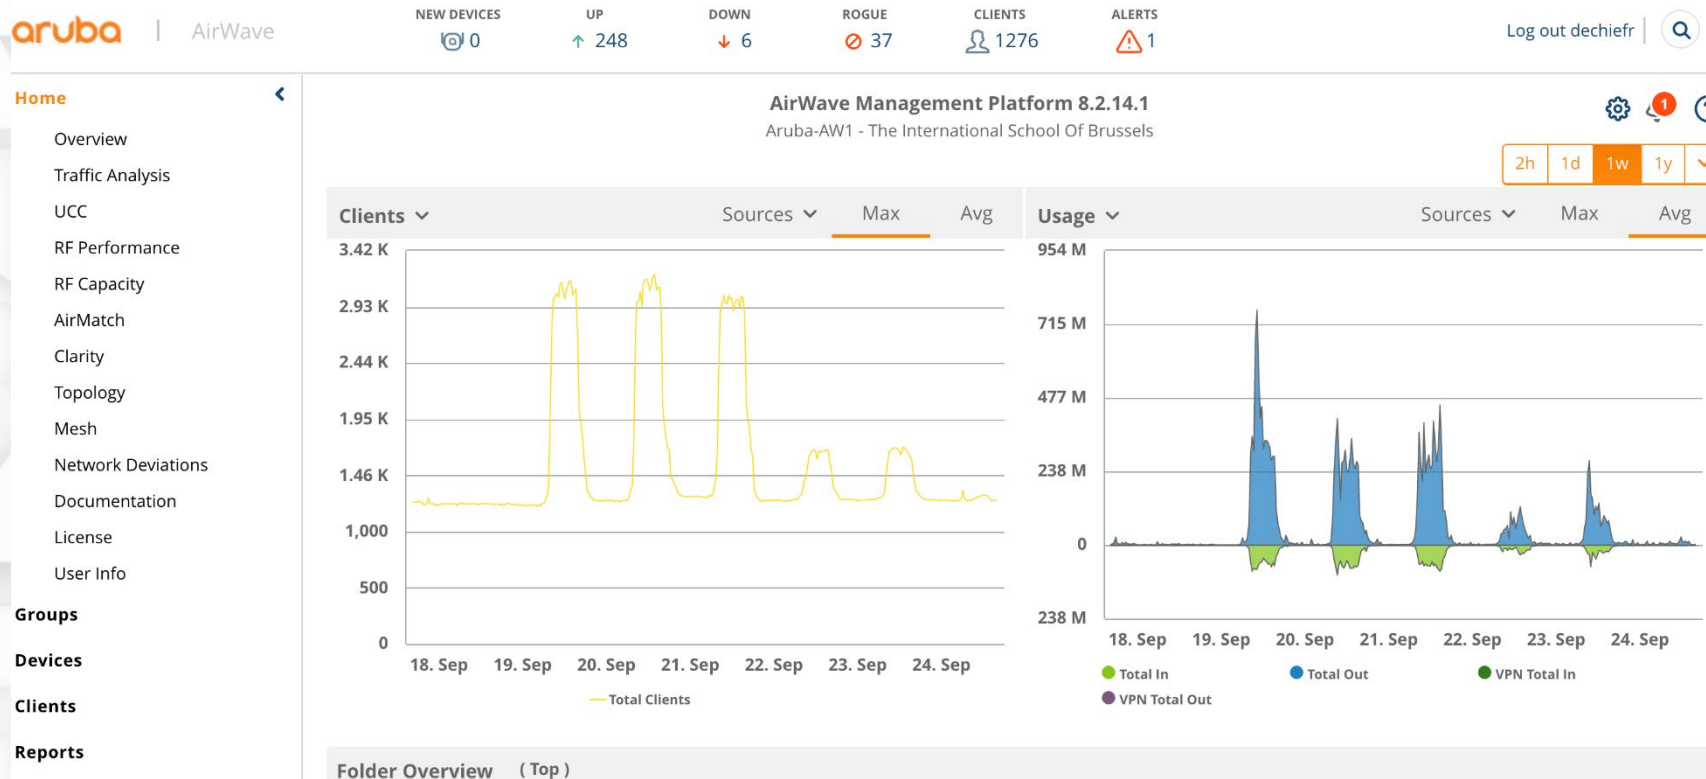 aruba | AirWave
NEW DEVICES UP DOWN ROGUE CLIENTS ALERTS
0 248 6 37 1276 1
Log out dechiefr
Home
Overview
Traffic Analysis
UCC
RF Performance
RF Capacity
AirMatch
Clarity
Topology
Mesh
Network Deviations
Documentation
License
User Info
Groups
Devices
Clients
Reports
AirWave Management Platform 8.2.14.1
Aruba-AW1 - The International School Of Brussels
1
2h 1d 1w 1y
Clients Sources Max Avg
3.42 K
2.93 K
2.44 K
1.95 K
1.46 K
1,000
500
0
18. Sep 19. Sep 20. Sep 21. Sep 22. Sep 23. Sep 24. Sep
Total Clients
Usage Sources Max Avg
954 M
715 M
477 M
238 M
0
238 M
18. Sep 19. Sep 20. Sep 21. Sep 22. Sep 23. Sep 24. Sep
Total In Total Out VPN Total In
VPN Total Out
Folder Overview (Top)